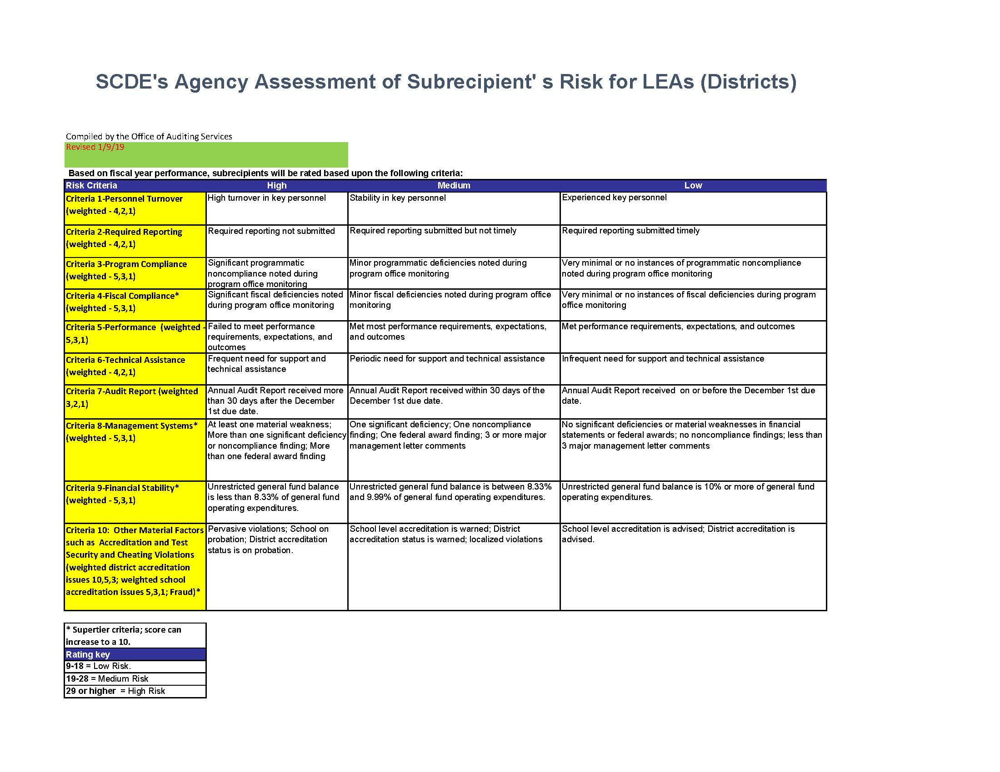 SCDE's Agency Assessment of Subrecipient' s Risk for LEAs (Districts)
Compiled by the Office of Auditing Services
Revised 1/9/19
Based on fiscal year performance, subrecipients will be rated based upon the following criteria:
Risk Criteria High Medium Low
Criteria 1-Personnel Turnover
(weighted - 4,2,1)
High turnover in key personnel
Stability in key personnel
Experienced key personnel
Criteria 2-Required Reporting
(weighted - 4,2,1)
Required reporting not submitted
Required reporting submitted but not timely
Required reporting submitted timely
Criteria 3-Program Compliance
(weighted - 5,3,1)
Significant programmatic
noncompliance noted during
program office monitoring
Minor programmatic deficiencies noted during
program office monitoring
Very minimal or no instances of programmatic noncompliance
noted during program office monitoring
Criteria 4-Fiscal Compliance*
(weighted - 5,3,1)
Significant fiscal deficiencies noted
during program office monitoring
Minor fiscal deficiencies noted during program office
monitoring
Very minimal or no instances of fiscal deficiencies during program
office monitoring
Criteria 5-Performance (weighted -
5,3,1)
Failed to meet performance
requirements, expectations, and
outcomes
Met most performance requirements, expectations,
and outcomes
Met performance requirements, expectations, and outcomes
Criteria 6-Technical Assistance
(weighted - 4,2,1)
Frequent need for support and
technical assistance
Periodic need for support and technical assistance
Infrequent need for support and technical assistance
Criteria 7-Audit Report (weighted
3,2,1)
Annual Audit Report received more
than 30 days after the December
1st due date.
Annual Audit Report received within 30 days of the
December 1st due date.
Annual Audit Report received on or before the December 1st due
date.
Criteria 8-Management Systems*
(weighted - 5,3,1)
At least one material weakness;
More than one significant deficiency
or noncompliance finding; More
than one federal award finding
One significant deficiency; One noncompliance
finding; One federal award finding; 3 or more major
management letter comments
No significant deficiencies or material weaknesses in financial
statements or federal awards; no noncompliance findings; less than
3 major management letter comments
Criteria 9-Financial Stability*
(weighted - 5,3,1)
Unrestricted general fund balance
is less than 8.33% of general fund
operating expenditures.
Unrestricted general fund balance is between 8.33%
and 9.99% of general fund operating expenditures.
Unrestricted general fund balance is 10% or more of general fund
operating expenditures.
Criteria 10: Other Material Factors
such as Accreditation and Test
Security and Cheating Violations
(weighted district accreditation
issues 10,5,3; weighted school
accreditation issues 5,3,1; Fraud)*
Pervasive violations; School on
probation; District accreditation
status is on probation.
School level accreditation is warned; District
accreditation status is warned; localized violations
School level accreditation is advised; District accreditation is
advised.
* Supertier criteria; score can
increase to a 10.
Rating key
9-18 = Low Risk.
19-28 = Medium Risk
29 or higher = High Risk